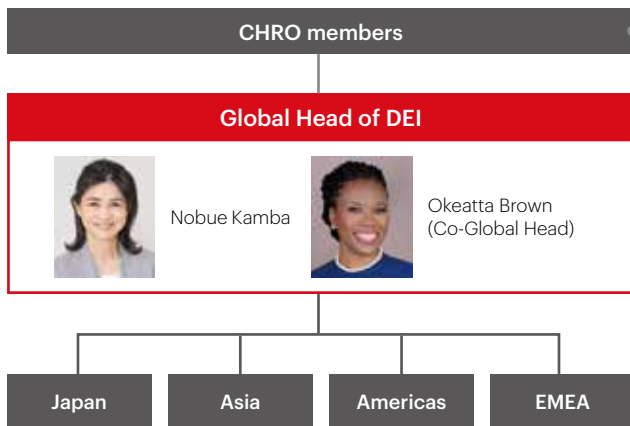 CHRO members
Global Head of DEI
Nobue Kamba
Okeatta Brown
(Co-Global Head)
Japan
Asia
Americas
EMEA